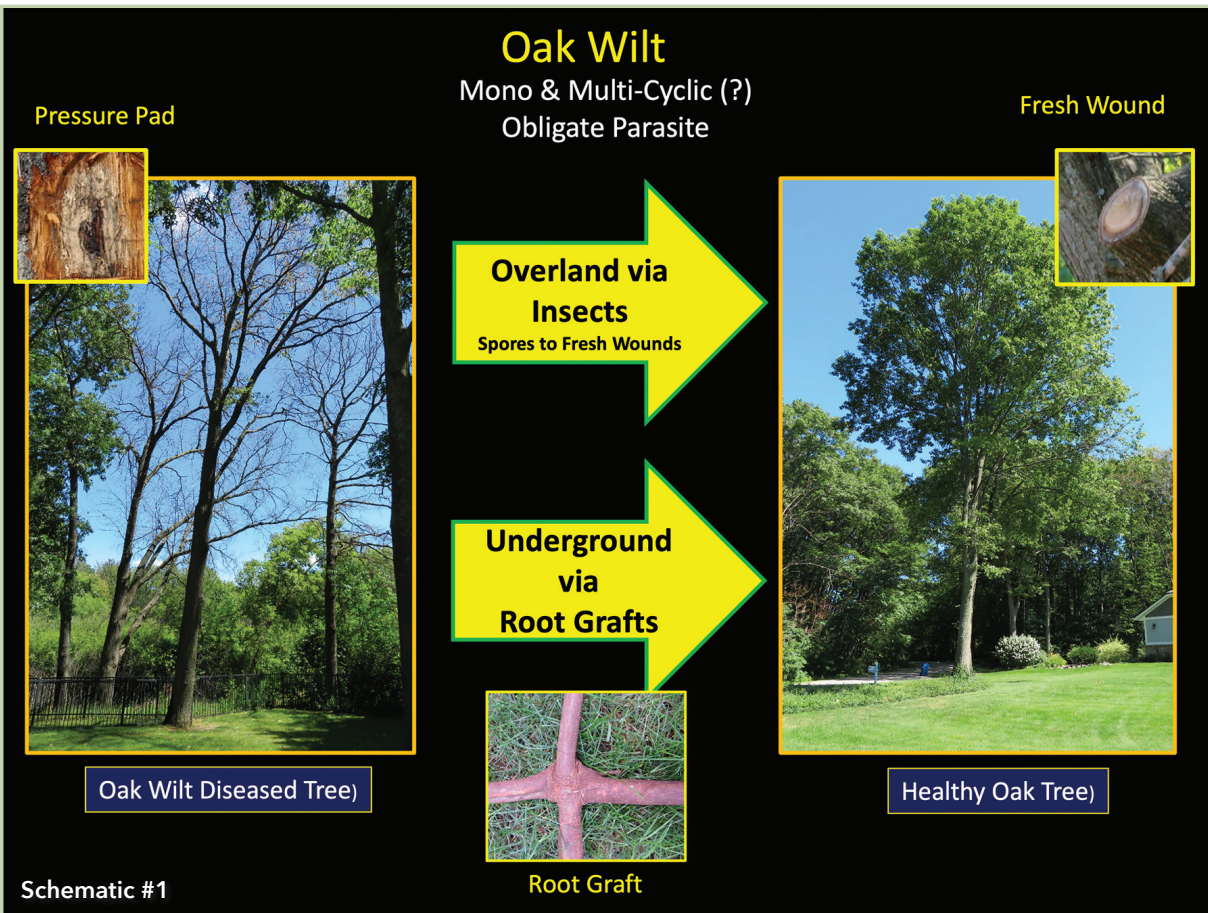 Oak Wilt
Mono & Multi-Cyclic (?)
Obligate Parasite
Pressure Pad
Fresh Wound
Overland via
Insects
Spores to Fresh Wounds
Underground
via
Root Grafts
Oak Wilt Diseased Tree)
Healthy Oak Tree)
Root Graft
Schematic #1